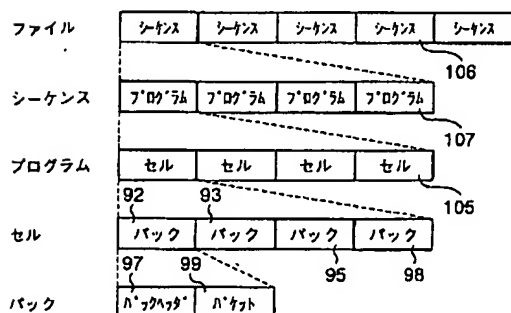 ファイル シーケンス シーケンス シーケンス シーケンス シーケンス
106
シーケンス プログラム プログラム プログラム プログラム
107
プログラム セル セル セル セル
105
92 93
セル パック パック パック パック
95 98
97 99
パック パックヘッダ パケット